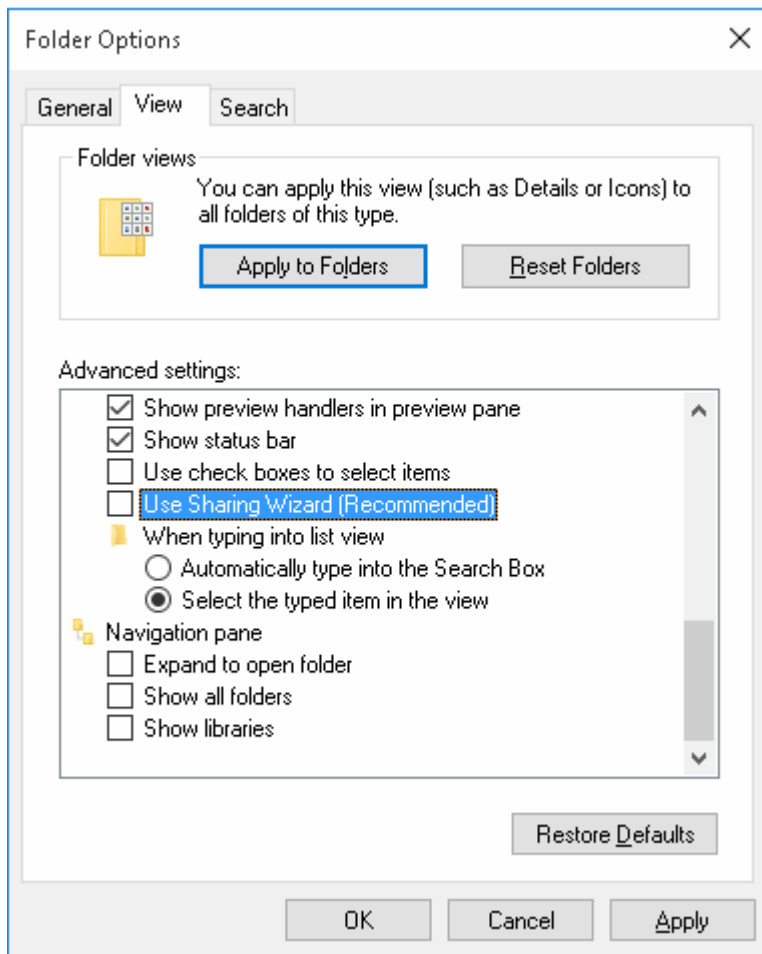 Folder Options
General View Search
Folder views
You can apply this view (such as Details or Icons) to
all folders of this type.
Apply to Folders Reset Folders
Advanced settings:
Show preview handlers in preview pane
Show status bar
Use check boxes to select items
Use Sharing Wizard (Recommended)
When typing into list view
Automatically type into the Search Box
Select the typed item in the view
Navigation pane
Expand to open folder
Show all folders
Show libraries
Restore Defaults
OK Cancel Apply